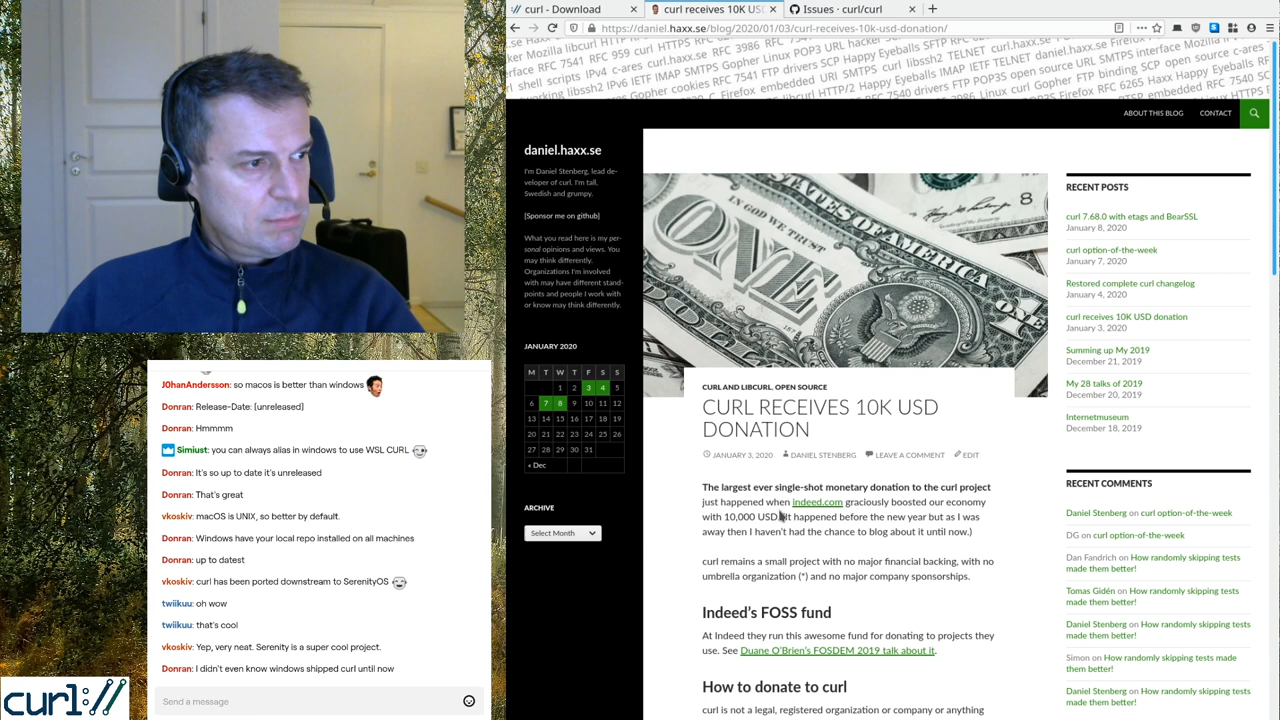 curl - Download
curl receives 10K USD
Issues · curl/curl
https://daniel.haxx.se/blog/2020/01/03/curl-receives-10k-usd-donation/
ABOUT THIS BLOG
CONTACT
daniel.haxx.se
I'm Daniel Stenberg, lead de-
veloper of curl. I'm tall,
Swedish and grumpy.
[Sponsor me on github]
What you read here is my per-
sonal opinions and views. You
may think differently.
Organizations I'm involved
with may have different stand-
points and people I work with
or know may think differently.
JANUARY 2020
M T W T F S S
1 2 3 4 5
6 7 8 9 10 11 12
13 14 15 16 17 18 19
20 21 22 23 24 25 26
27 28 29 30 31
« Dec
ARCHIVE
Select Month
CURL AND LIBCURL, OPEN SOURCE
CURL RECEIVES 10K USD
DONATION
JANUARY 3, 2020
DANIEL STENBERG
LEAVE A COMMENT
EDIT
The largest ever single-shot monetary donation to the curl project
just happened when indeed.com graciously boosted our economy
with 10,000 USD. It happened before the new year but as I was
away then I haven't had the chance to blog about it until now.)
curl remains a small project with no major financial backing, with no
umbrella organization (*) and no major company sponsorships.
Indeed's FOSS fund
At Indeed they run this awesome fund for donating to projects they
use. See Duane O'Brien's FOSDEM 2019 talk about it.
How to donate to curl
curl is not a legal, registered organization or company or anything
RECENT POSTS
curl 7.68.0 with etags and BearSSL
January 8, 2020
curl option-of-the-week
January 7, 2020
Restored complete curl changelog
January 4, 2020
curl receives 10K USD donation
January 3, 2020
Summing up My 2019
December 21, 2019
My 28 talks of 2019
December 20, 2019
Internetmuseum
December 18, 2019
RECENT COMMENTS
Daniel Stenberg on curl option-of-the-week
DG on curl option-of-the-week
Dan Fandrich on How randomly skipping tests
made them better!
Tomas Gidén on How randomly skipping tests
made them better!
Daniel Stenberg on How randomly skipping tests
made them better!
Simon on How randomly skipping tests
made them better!
Daniel Stenberg on How randomly skipping tests
made them better!
J0hanAndersson: so macos is better than windows
Donran: Release-Date: [unreleased]
Donran: Hmmmm
Simiust: you can always alias in windows to use WSL CURL
Donran: It's so up to date it's unreleased
Donran: That's great
vkoskiv: macOS is UNIX, so better by default.
Donran: Windows have your local repo installed on all machines
Donran: up to datest
vkoskiv: curl has been ported downstream to SerenityOS
twiikuu: oh wow
twiikuu: that's cool
vkoskiv: Yep, very neat. Serenity is a super cool project.
Donran: I didn't even know windows shipped curl until now
Send a message
curl://